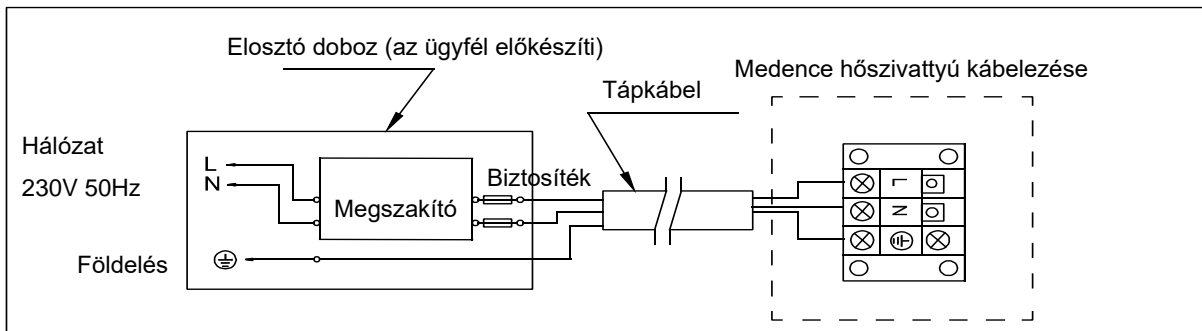 Elosztó doboz (az ügyfél előkészíti)
Medence hőszivattyú kábelezése
Tápkábel
Hálózat
230V 50Hz
L
N
Biztosíték
Megszakító
Földelés
L
N